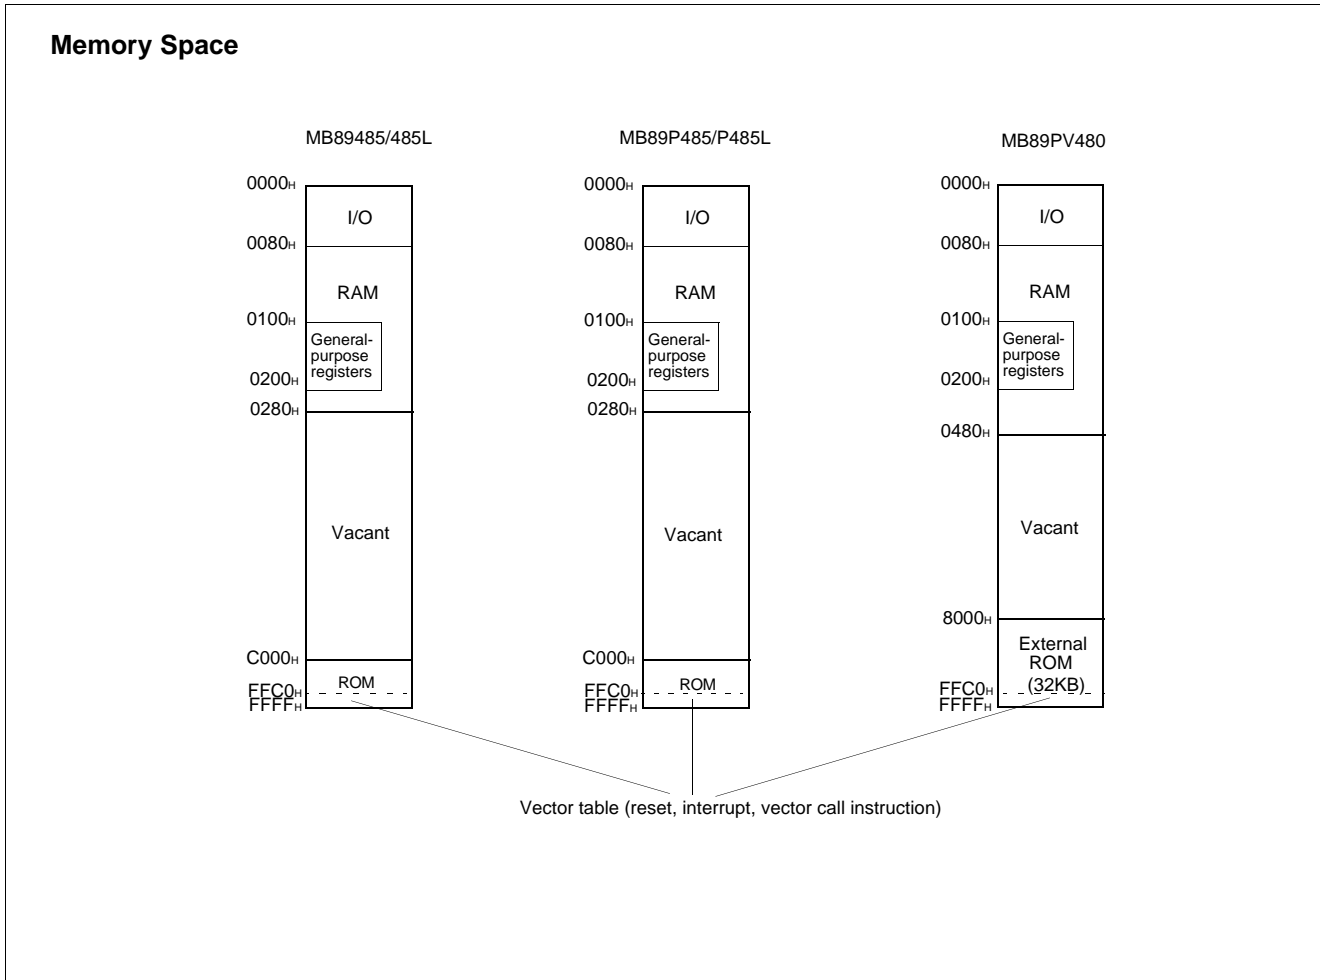 Memory Space
MB89485/485L
0000H
I/O
0080H
RAM
0100H
General-
purpose
registers
0200H
0280H
Vacant
C000H
ROM
FFC0H
FFFFH
MB89P485/P485L
0000H
I/O
0080H
RAM
0100H
General-
purpose
registers
0200H
0280H
Vacant
C000H
ROM
FFC0H
FFFFH
MB89PV480
0000H
I/O
0080H
RAM
0100H
General-
purpose
registers
0200H
0480H
Vacant
8000H
External
ROM
(32KB)
FFC0H
FFFFH
Vector table (reset, interrupt, vector call instruction)